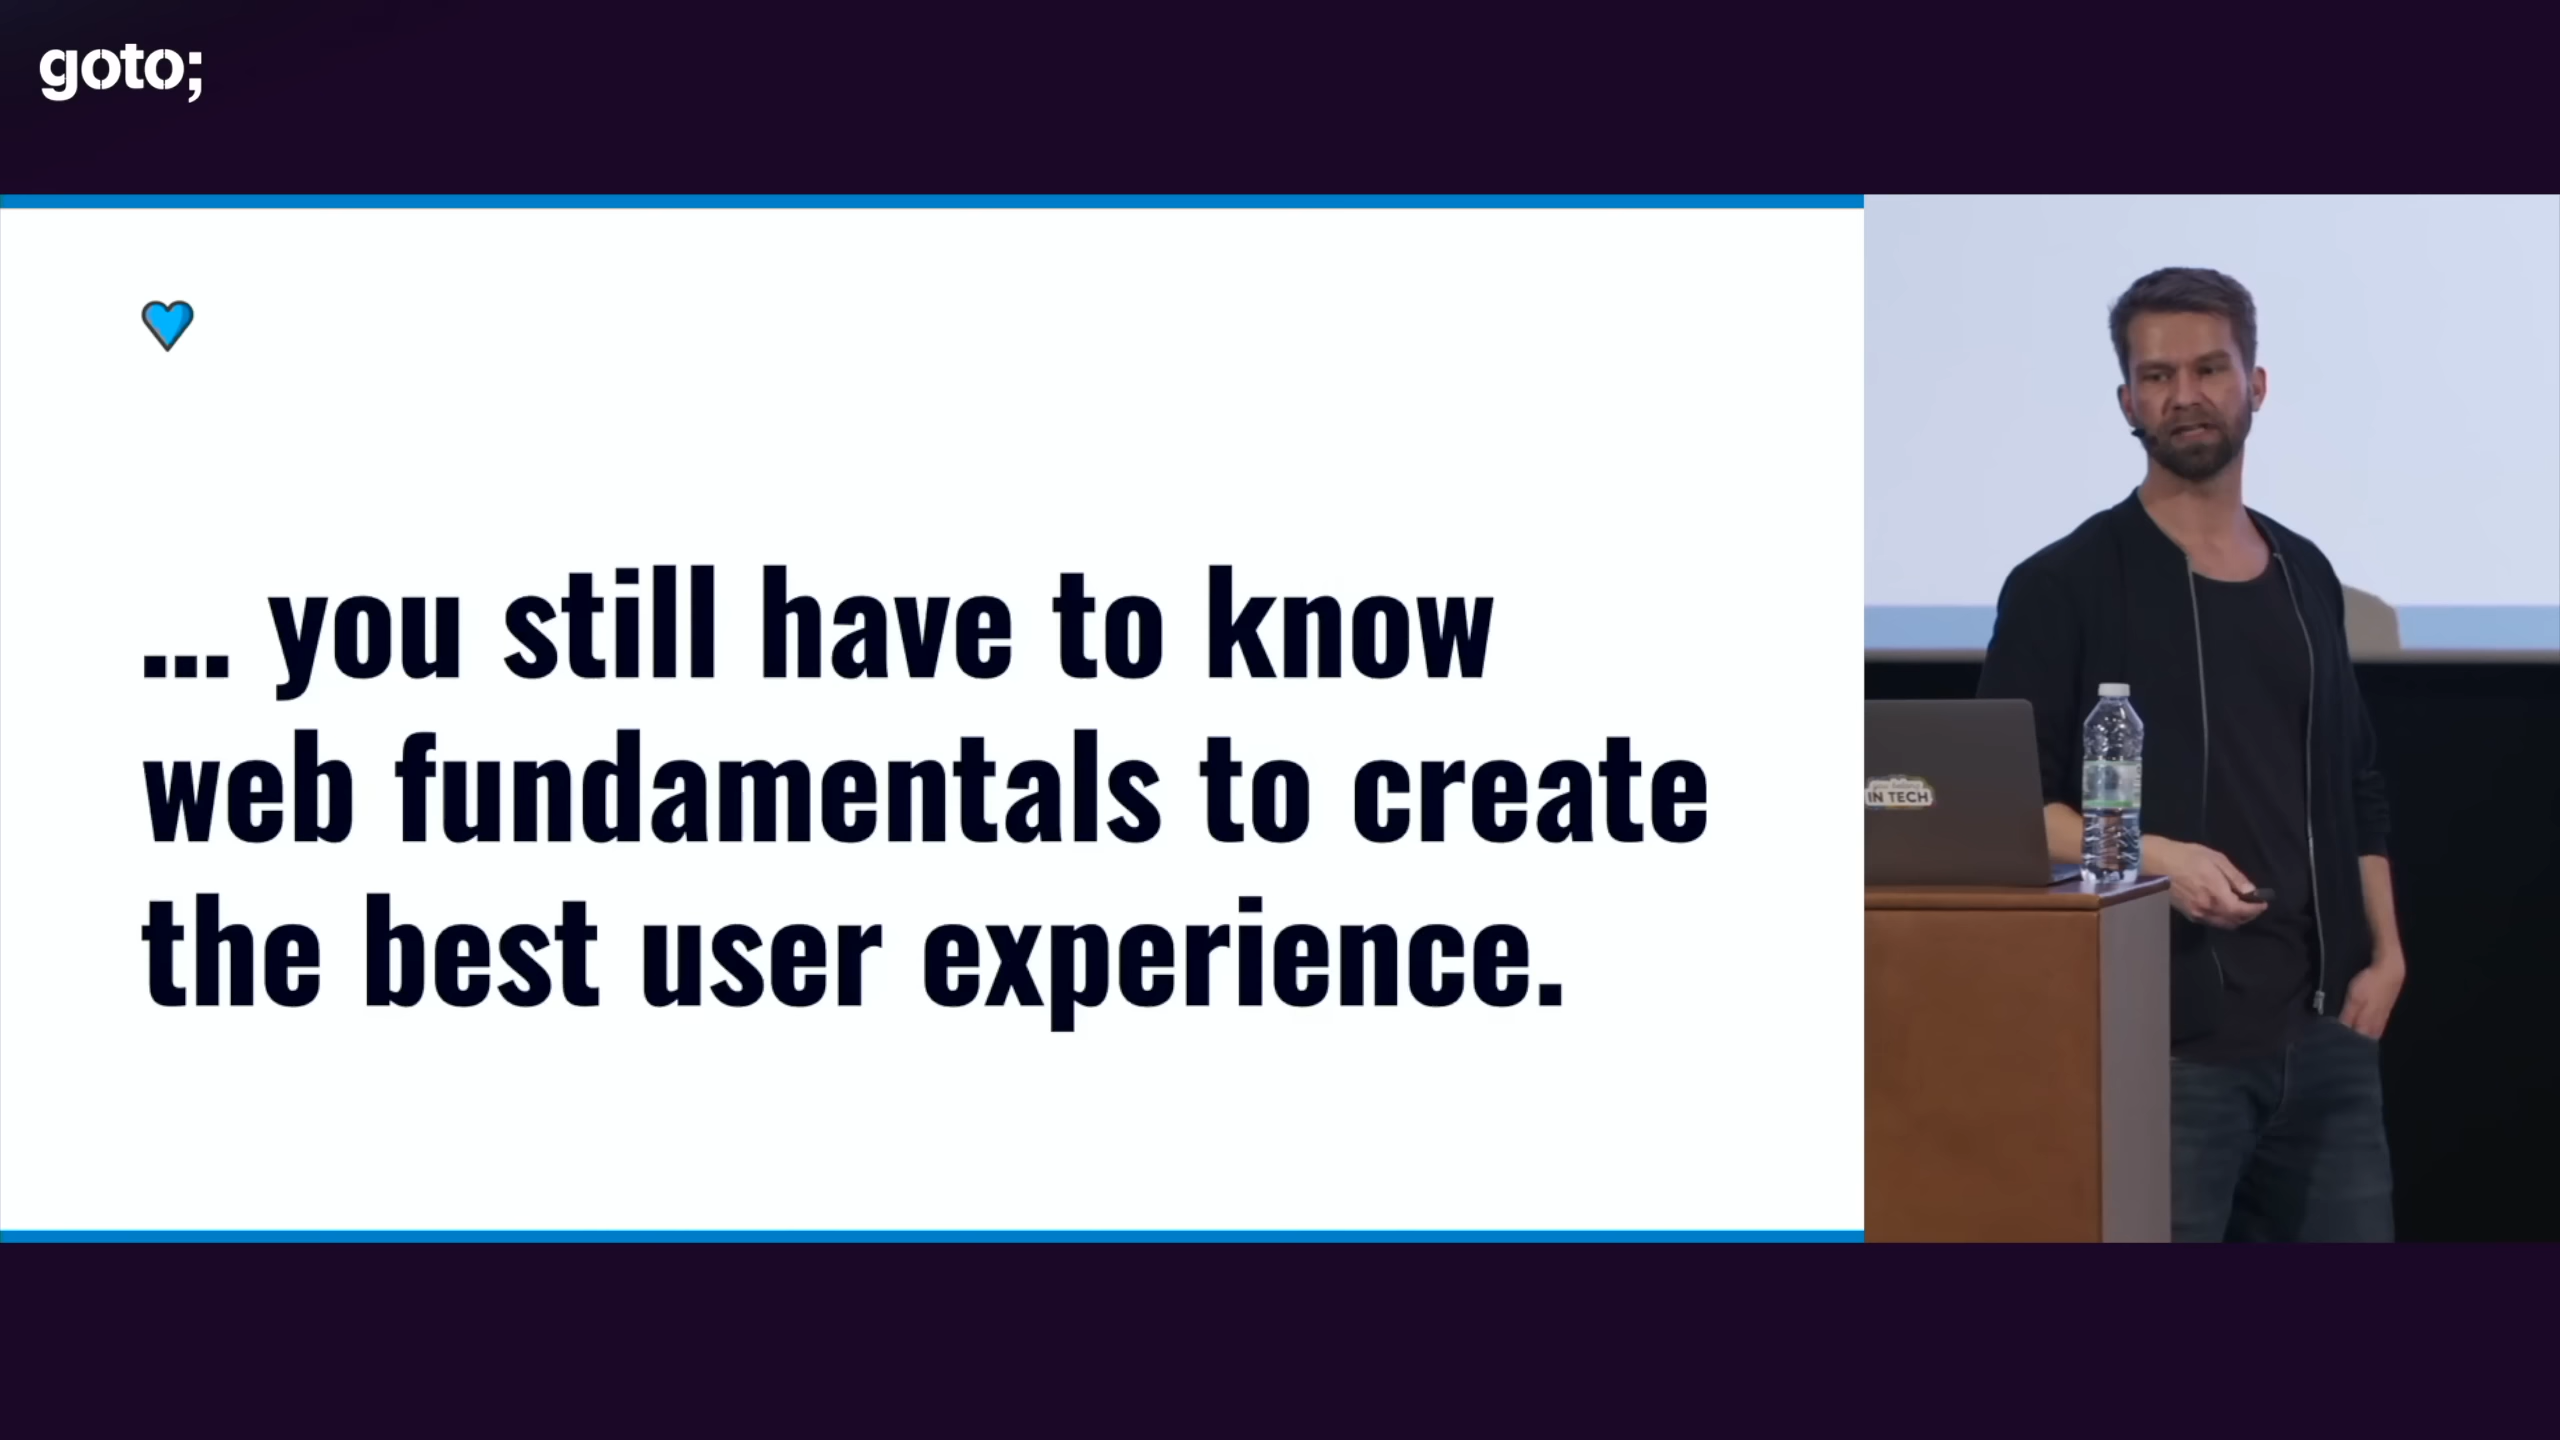 goto;
... you still have to know
web fundamentals to create
the best user experience.
IN TECH